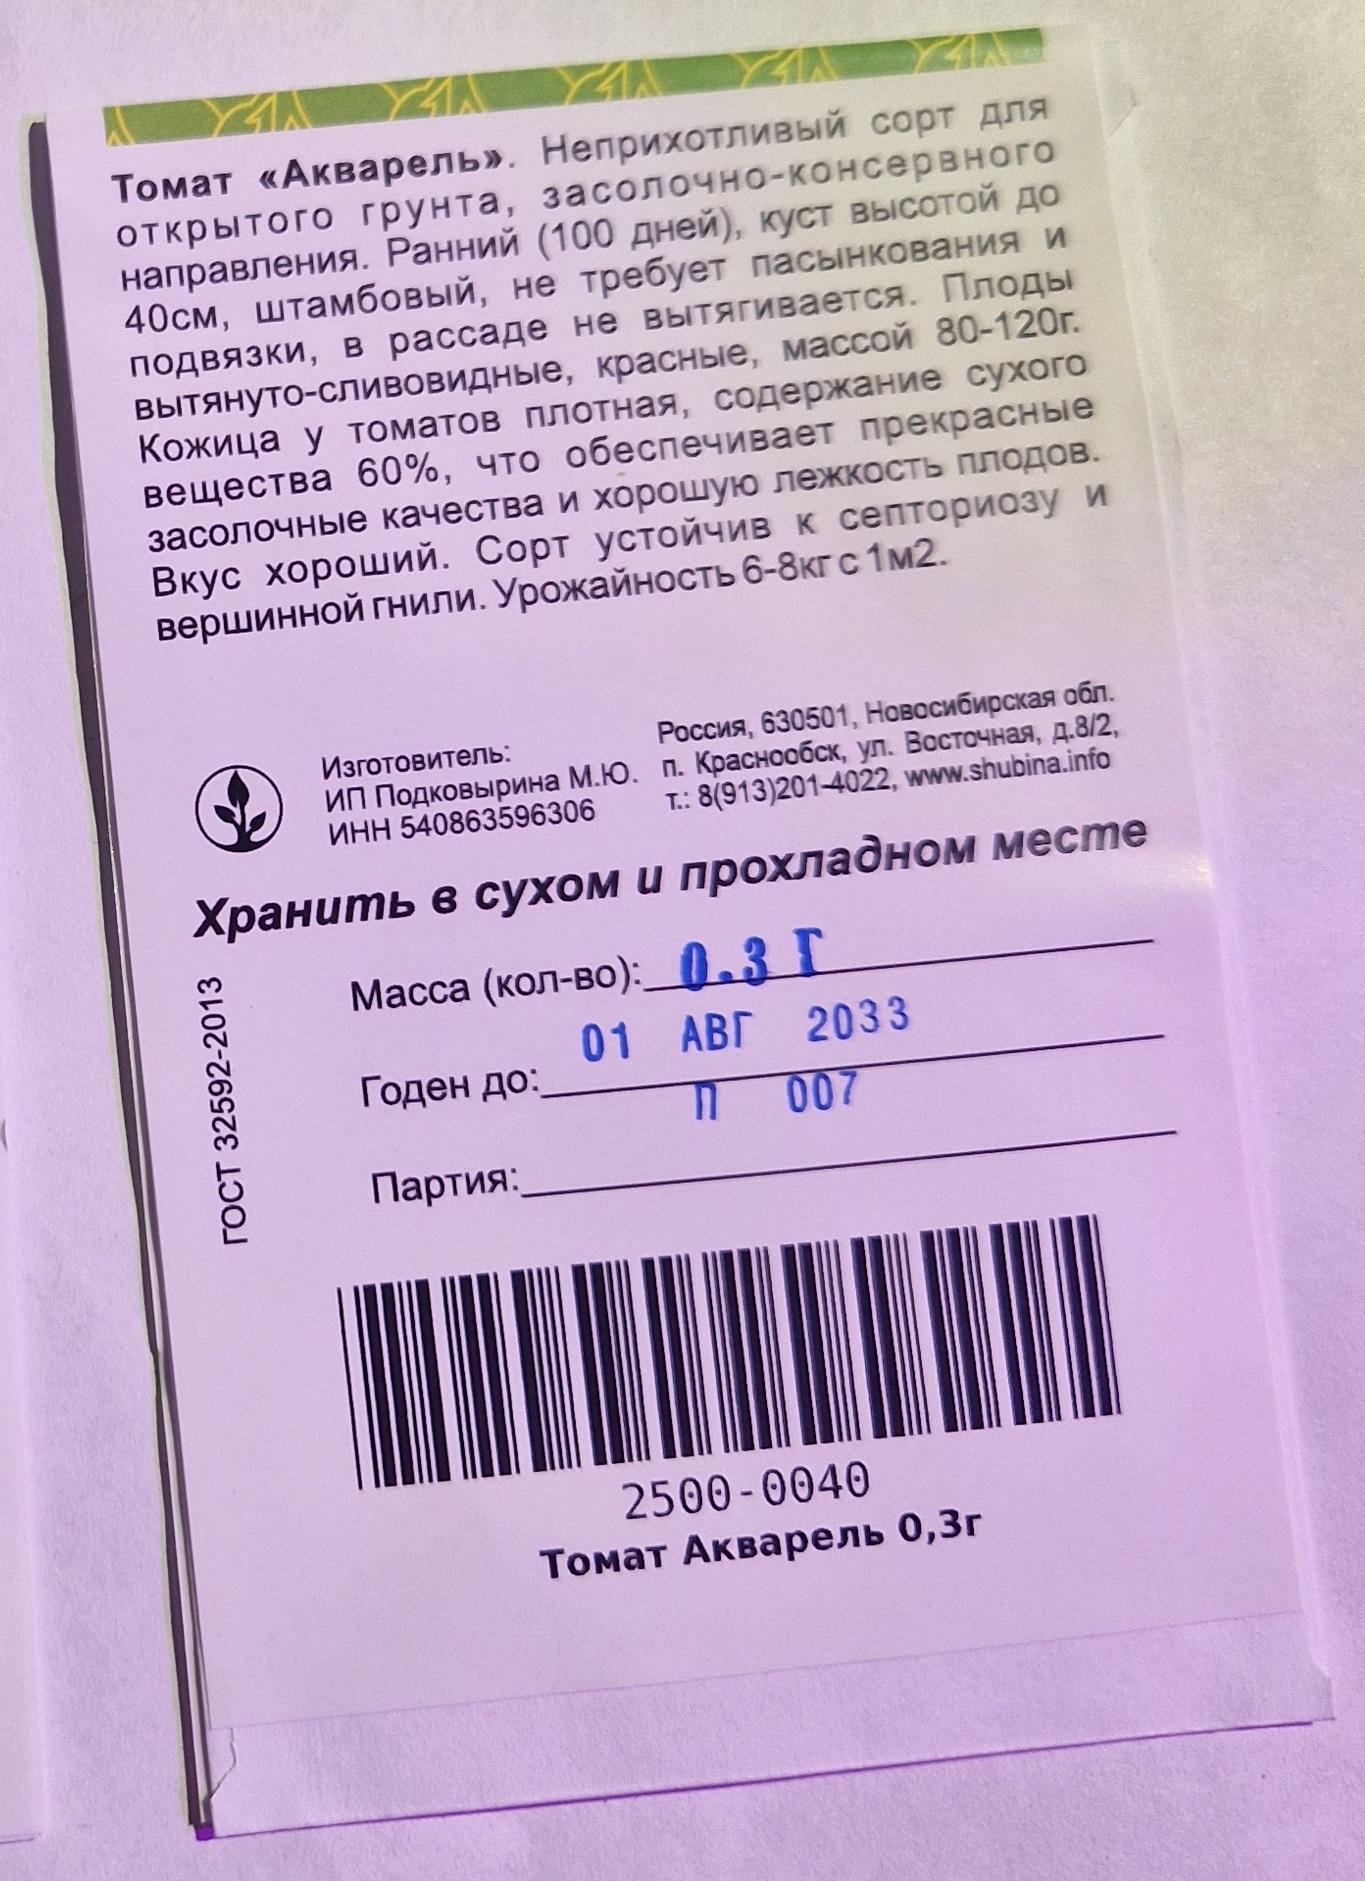 Томат «Акварель». Неприхотливый сорт для
открытого грунта, засолочно-консервного
направления. Ранний (100 дней), куст высотой до
40см, штамбовый, не требует пасынкования и
подвязки, в рассаде не вытягивается. Плоды
вытянуто-сливовидные, красные, массой 80-120г.
Кожица у томатов плотная, содержание сухого
вещества 60%, что обеспечивает прекрасные
засолочные качества и хорошую лежкость плодов.
Вкус хороший. Сорт устойчив к септориозу и
вершинной гнили. Урожайность 6-8кг с 1м2.
Изготовитель:
ИП Подковырина М.Ю.
ИНН 540863596306
Россия, 630501, Новосибирская обл.
п. Краснообск, ул. Восточная, д.8/2,
т.: 8(913)201-4022, www.shubina.info
Хранить в сухом и прохладном месте
ГОСТ 32592-2013
Масса (кол-во): 0.3 Г
Годен до: 01 АВГ 2033
Партия: П 007
2500-0040
Томат Акварель 0,3г